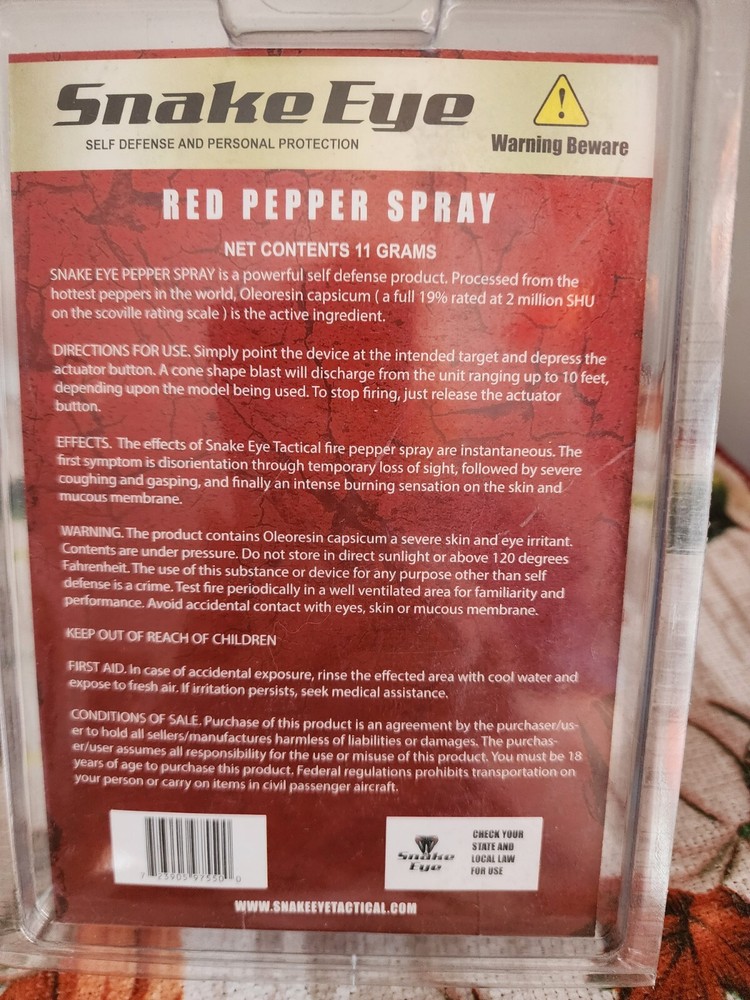 Snake Eye
SELF DEFENSE AND PERSONAL PROTECTION
!
Warning Beware
RED PEPPER SPRAY
NET CONTENTS 11 GRAMS
SNAKE EYE PEPPER SPRAY is a powerful self defense product. Processed from the
hottest peppers in the world, Oleoresin capsicum ( a full 19% rated at 2 million SHU
on the scoville rating scale ) is the active ingredient.
DIRECTIONS FOR USE. Simply point the device at the intended target and depress the
actuator button. A cone shape blast will discharge from the unit ranging up to 10 feet,
depending upon the model being used. To stop firing, just release the actuator
button.
EFFECTS. The effects of Snake Eye Tactical fire pepper spray are instantaneous. The
first symptom is disorientation through temporary loss of sight, followed by severe
coughing and gasping, and finally an intense burning sensation on the skin and
mucous membrane.
WARNING. The product contains Oleoresin capsicum a severe skin and eye irritant.
Contents are under pressure. Do not store in direct sunlight or above 120 degrees
Fahrenheit. The use of this substance or device for any purpose other than self
defense is a crime. Test fire periodically in a well ventilated area for familiarity and
performance. Avoid accidental contact with eyes, skin or mucous membrane.
KEEP OUT OF REACH OF CHILDREN
FIRST AID. In case of accidental exposure, rinse the effected area with cool water and
expose to fresh air. If irritation persists, seek medical assistance.
CONDITIONS OF SALE. Purchase of this product is an agreement by the purchaser/us-
er to hold all sellers/manufactures harmless of liabilities or damages. The purchas-
er/user assumes all responsibility for the use or misuse of this product. You must be 18
years of age to purchase this product. Federal regulations prohibits transportation on
your person or carry on items in civil passenger aircraft.
Snake
Eye
CHECK YOUR
STATE AND
LOCAL LAW
FOR USE
WWW.SNAKEEYETACTICAL.COM